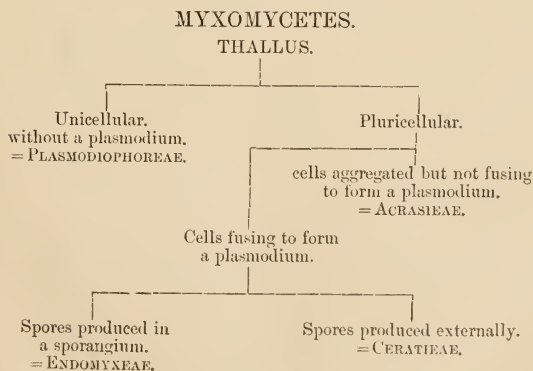 MYXOMYCETES.
THALLUS.
Unicellular.
without a plasmodium.
= PLASMODIOPHOREAE.
Pluricellular.
cells aggregated but not fusing
to form a plasmodium.
= ACRASIEAE.
Cells fusing to form
a plasmodium.
Spores produced in
a sporangium.
= ENDOMYXEAE.
Spores produced externally.
= CERATIEAE.